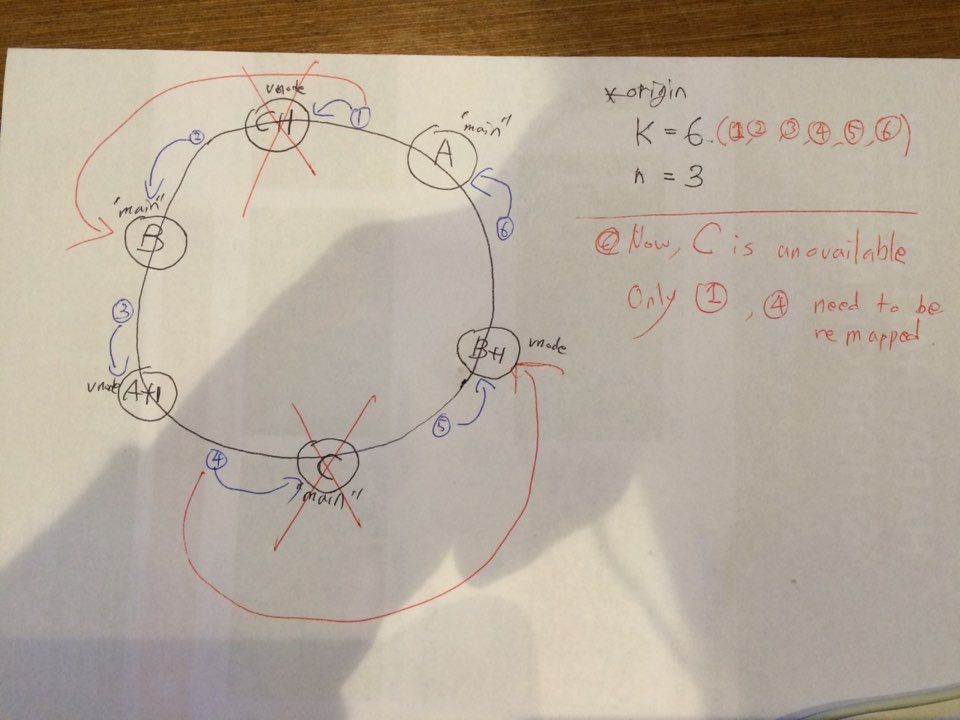 vnode
C+1
①
"main"
A
②
"main"
B
⑥
③
vnode
A+1
B+1
vnode
⑤
④
C
"main"
* origin
K = 6 (①,②,③,④,⑤,⑥)
n = 3
Now, C is unavailable
Only ①, ④ need to be
remapped.